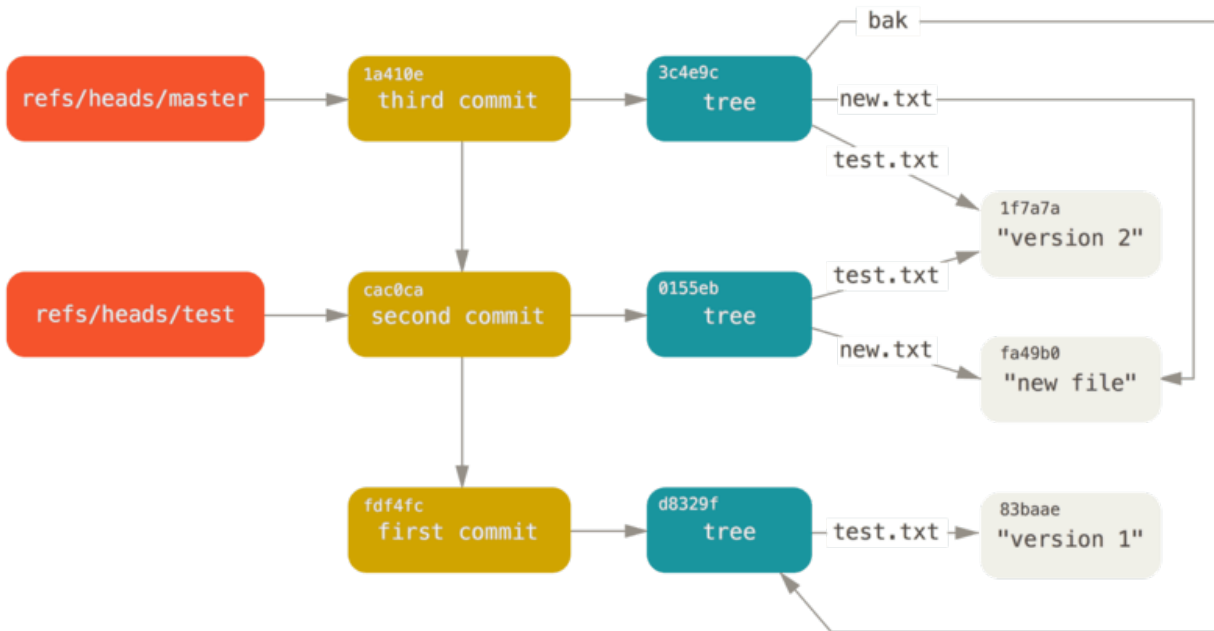 bak
refs/heads/master
1a410e
third commit
3c4e9c
tree
new.txt
test.txt
1f7a7a
"version 2"
refs/heads/test
cac0ca
second commit
0155eb
tree
test.txt
new.txt
fa49b0
"new file"
fdf4fc
first commit
d8329f
tree
test.txt
83baae
"version 1"